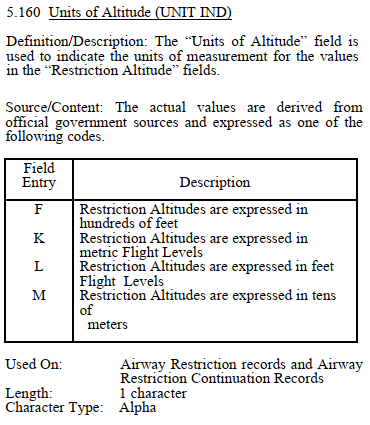 5.160 Units of Altitude (UNIT IND)
Definition/Description: The “Units of Altitude” field is
used to indicate the units of measurement for the values
in the “Restriction Altitude” fields.
Source/Content: The actual values are derived from
official government sources and expressed as one of the
following codes.
Field
Entry Description
F Restriction Altitudes are expressed in
hundreds of feet
K Restriction Altitudes are expressed in
metric Flight Levels
L Restriction Altitudes are expressed in feet
Flight Levels
M Restriction Altitudes are expressed in tens
of
meters
Used On: Airway Restriction records and Airway
Restriction Continuation Records
Length: 1 character
Character Type: Alpha